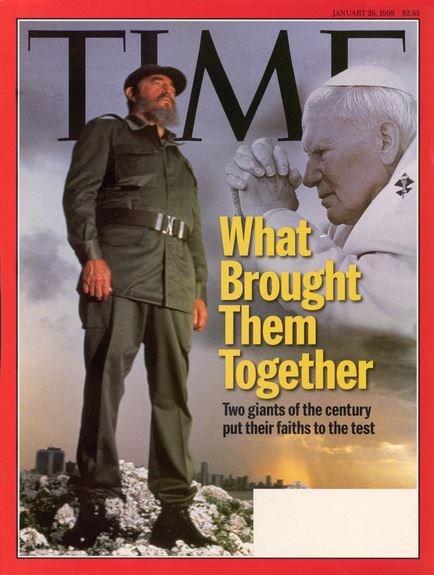 JANUARY 26, 1998 $2.95
TIME
What
Brought
Them
Together
Two giants of the century
put their faiths to the test